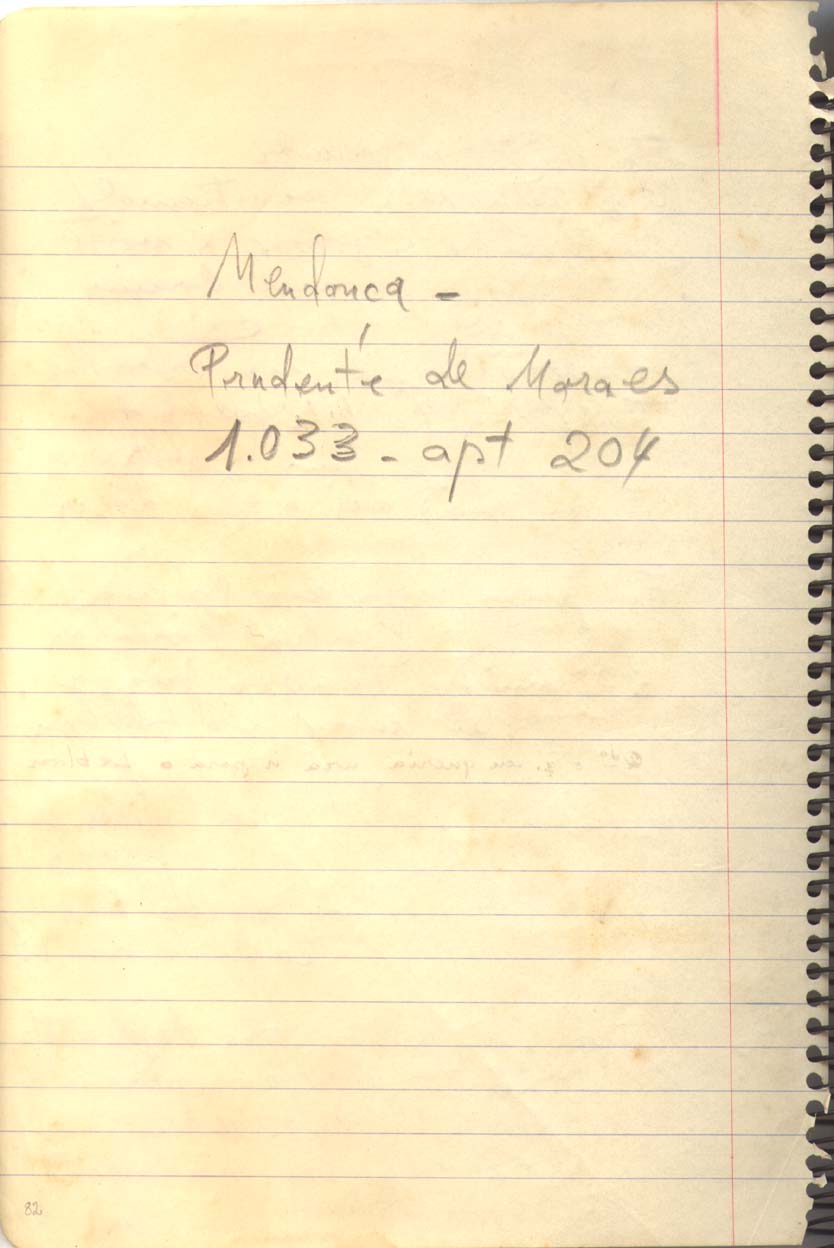 Mendonça -
Prudente de Moraes
1.033 - apt 204
82